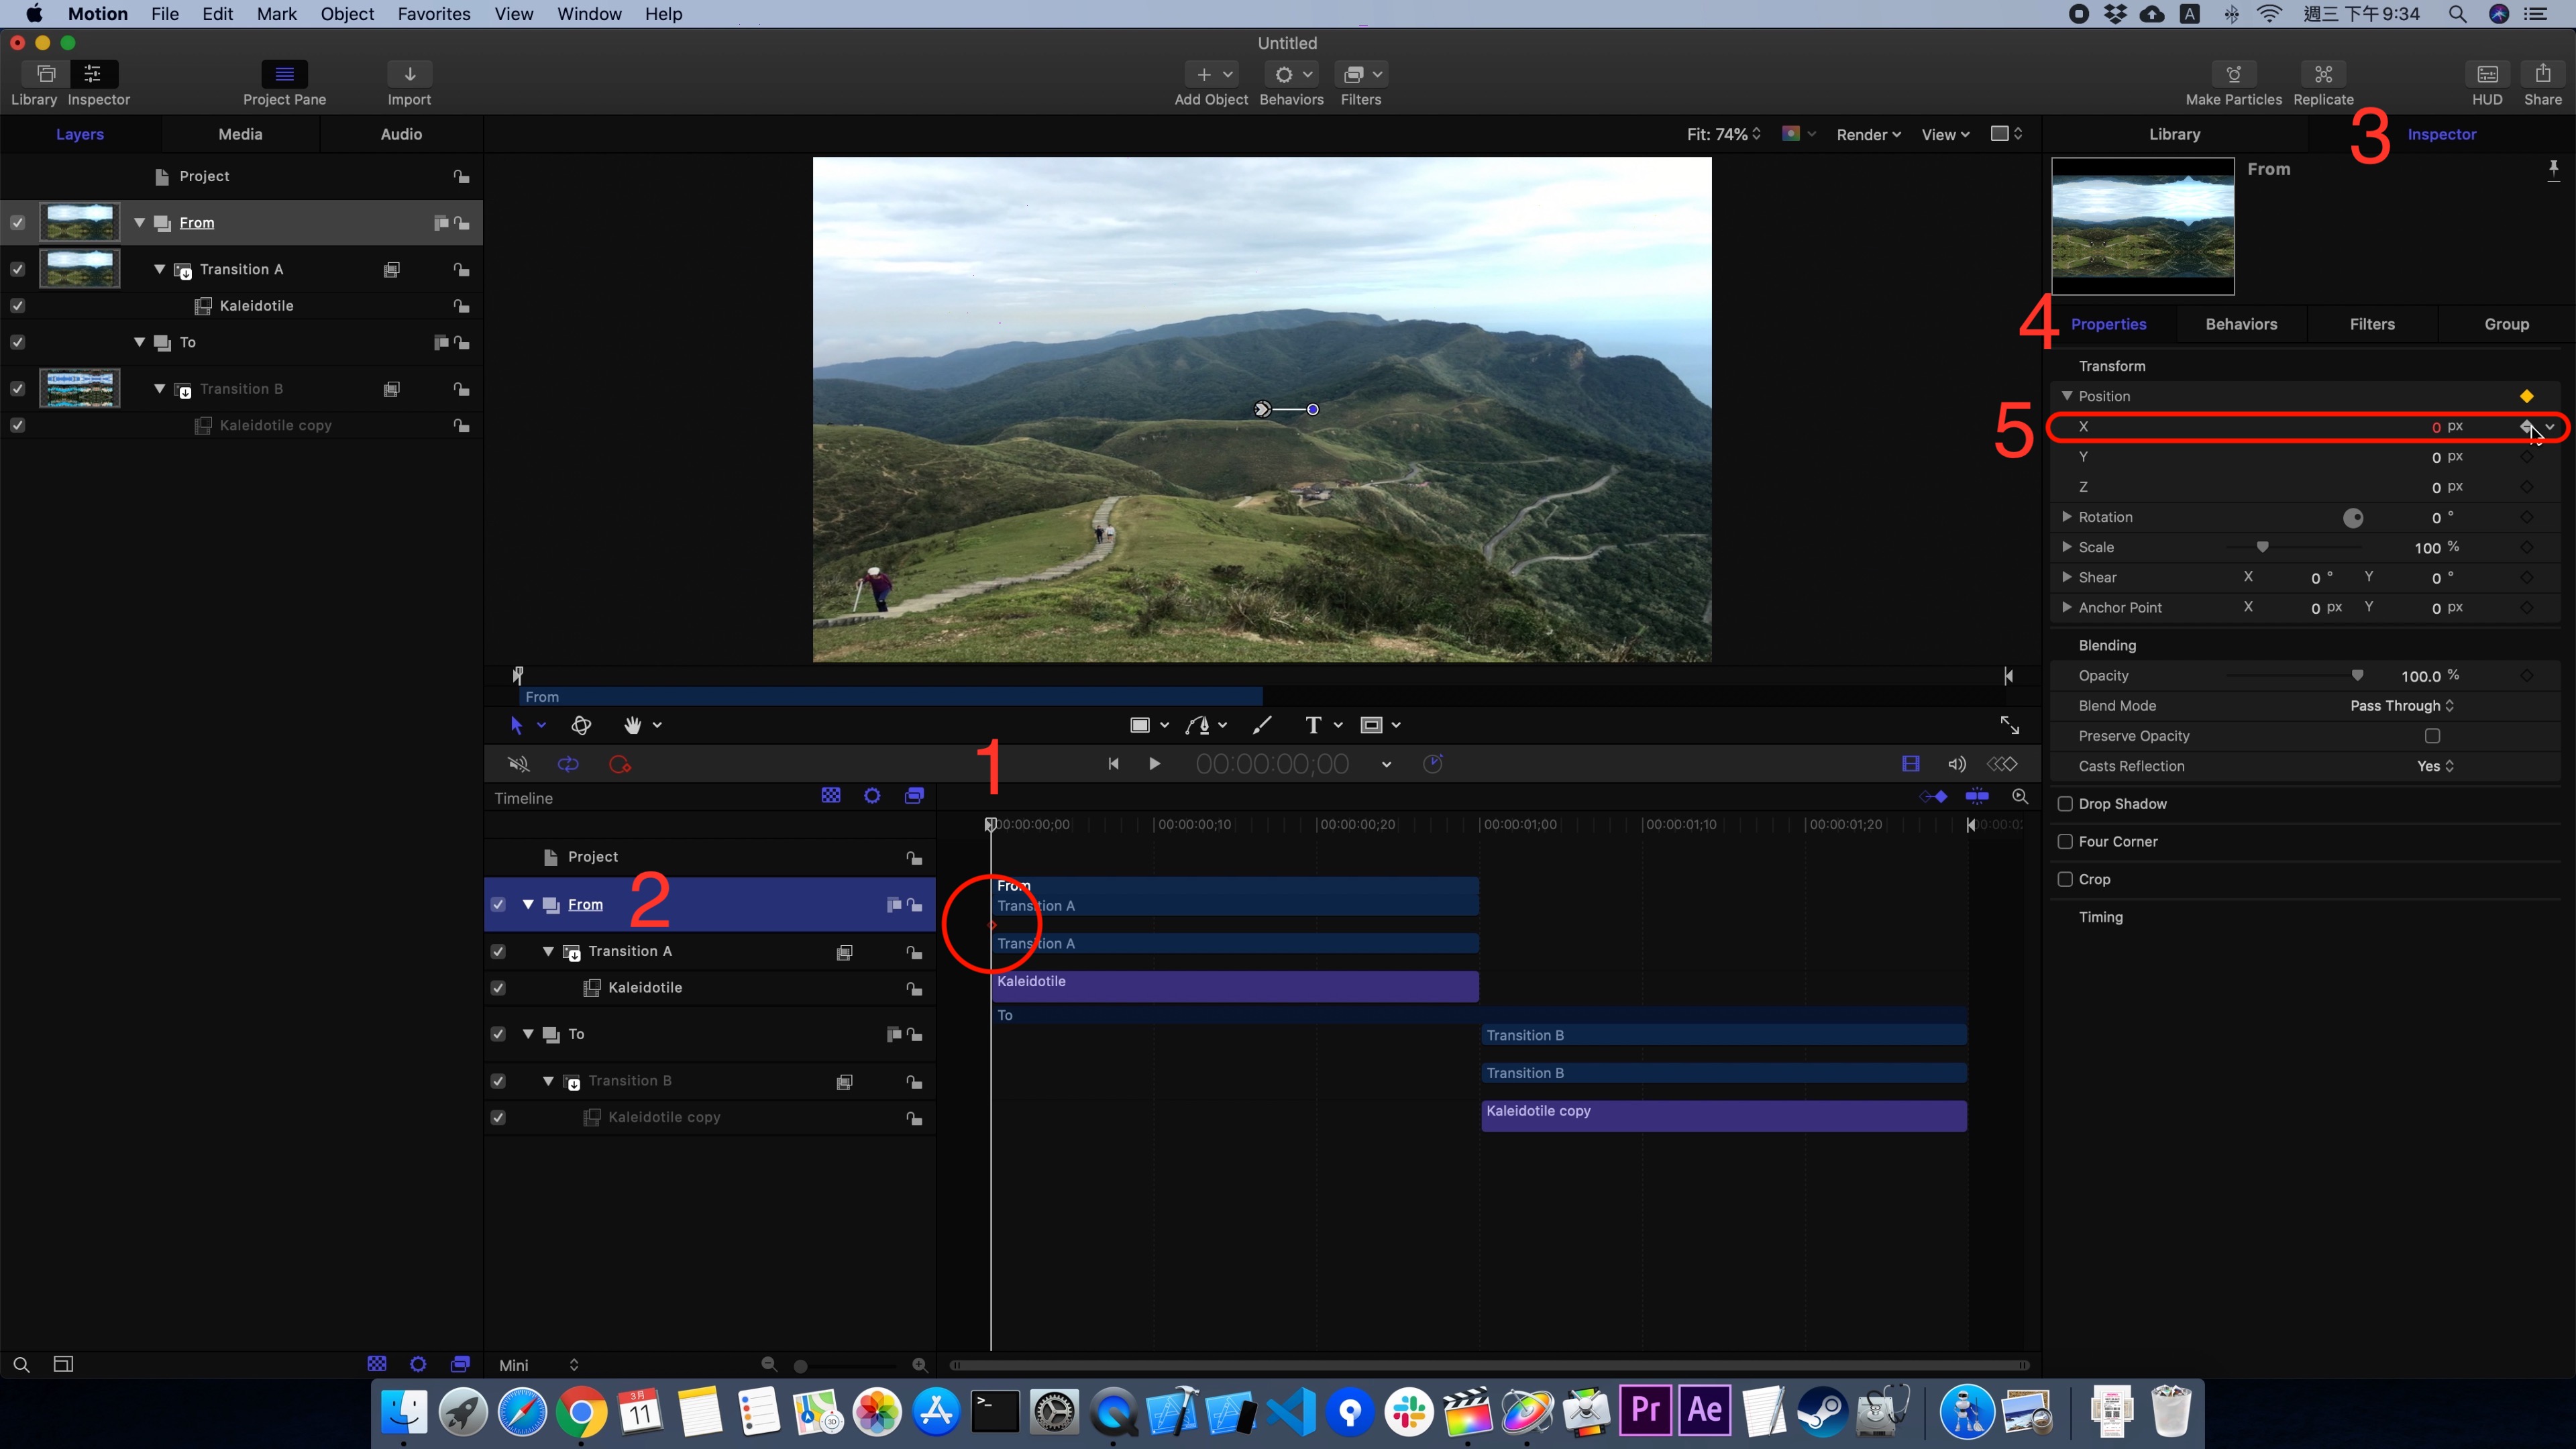 Motion File Edit Mark Object Favorites View Window Help A 週三 下午9:34
Untitled
Library Inspector Project Pane Import Add Object Behaviors Filters Make Particles Replicate HUD Share
Layers Media Audio Fit: 74% Render View Library 3 Inspector
Project
From
From
Transition A
Kaleidotile
To
Transition B
Kaleidotile copy
4 Properties Behaviors Filters Group
Transform
Position
5 X 0 px
Y 0 px
Z 0 px
Rotation 0 °
Scale 100 %
Shear X 0 ° Y 0 °
Anchor Point X 0 px Y 0 px
Blending
Opacity 100.0 %
Blend Mode Pass Through
Preserve Opacity
Casts Reflection Yes
Drop Shadow
Four Corner
Crop
Timing
From
T
1 00:00:00;00
Timeline
00:00:00;00 00:00:00;10 00:00:00;20 00:00:01;00 00:00:01;10 00:00:01;20
Project
From 2
From
Transition A
Transition A
Transition A
Kaleidotile
Kaleidotile
To
To
Transition B
Transition B
Transition B
Kaleidotile copy
Kaleidotile copy
Mini
3月
11
3D
Pr Ae